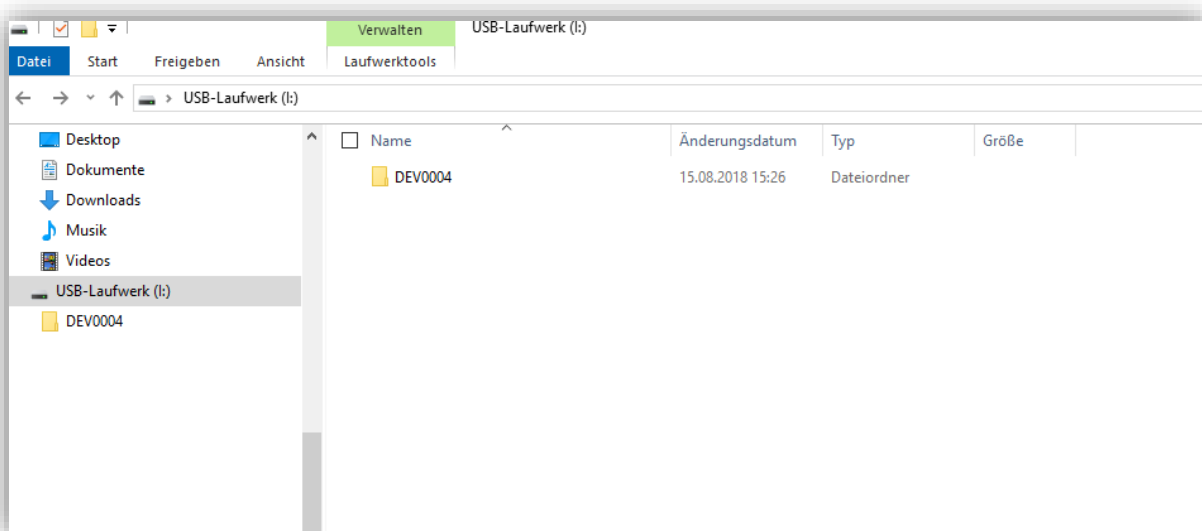 Verwalten USB-Laufwerk (I:)
Datei Start Freigeben Ansicht Laufwerktools
USB-Laufwerk (I:)
Desktop
Dokumente
Downloads
Musik
Videos
USB-Laufwerk (I:)
DEV0004
Name Änderungsdatum Typ Größe
DEV0004 15.08.2018 15:26 Dateiordner